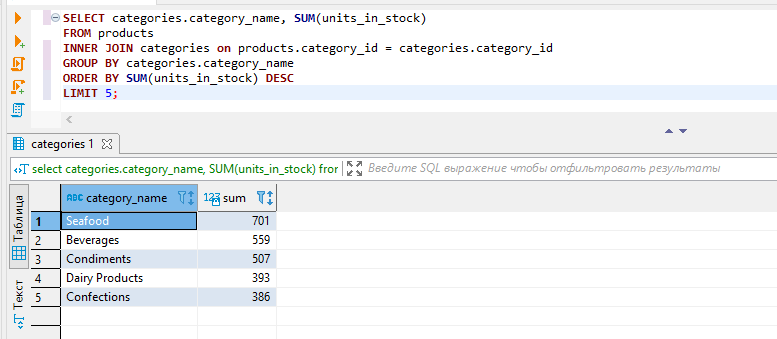 SELECT categories.category_name, SUM(units_in_stock)
FROM products
INNER JOIN categories on products.category_id = categories.category_id
GROUP BY categories.category_name
ORDER BY SUM(units_in_stock) DESC
LIMIT 5;
categories 1
select categories.category_name, SUM(units_in_stock) fror
Введите SQL выражение чтобы отфильтровать результаты
Таблица
Текст
ABC category_name
123 sum
1 Seafood 701
2 Beverages 559
3 Condiments 507
4 Dairy Products 393
5 Confections 386